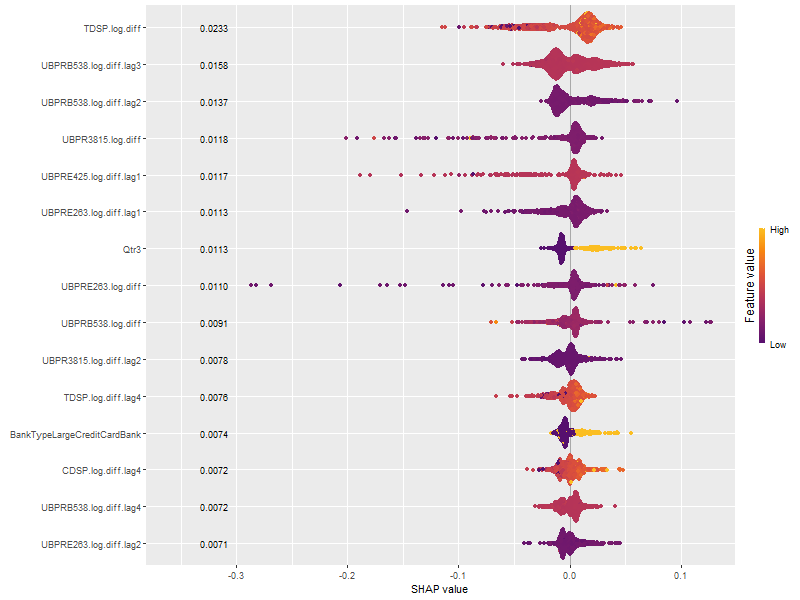 TDSP.log.diff 0.0233
UBPRB538.log.diff.lag3 0.0158
UBPRB538.log.diff.lag2 0.0137
UBPR3815.log.diff 0.0118
UBPRE425.log.diff.lag1 0.0117
UBPRE263.log.diff.lag1 0.0113
Qtr3 0.0113
UBPRE263.log.diff 0.0110
UBPRB538.log.diff 0.0091
UBPR3815.log.diff.lag2 0.0078
TDSP.log.diff.lag4 0.0076
BankTypeLargeCreditCardBank 0.0074
CDSP.log.diff.lag4 0.0072
UBPRB538.log.diff.lag4 0.0072
UBPRE263.log.diff.lag2 0.0071
-0.3 -0.2 -0.1 0.0 0.1
SHAP value
Feature value
High
Low